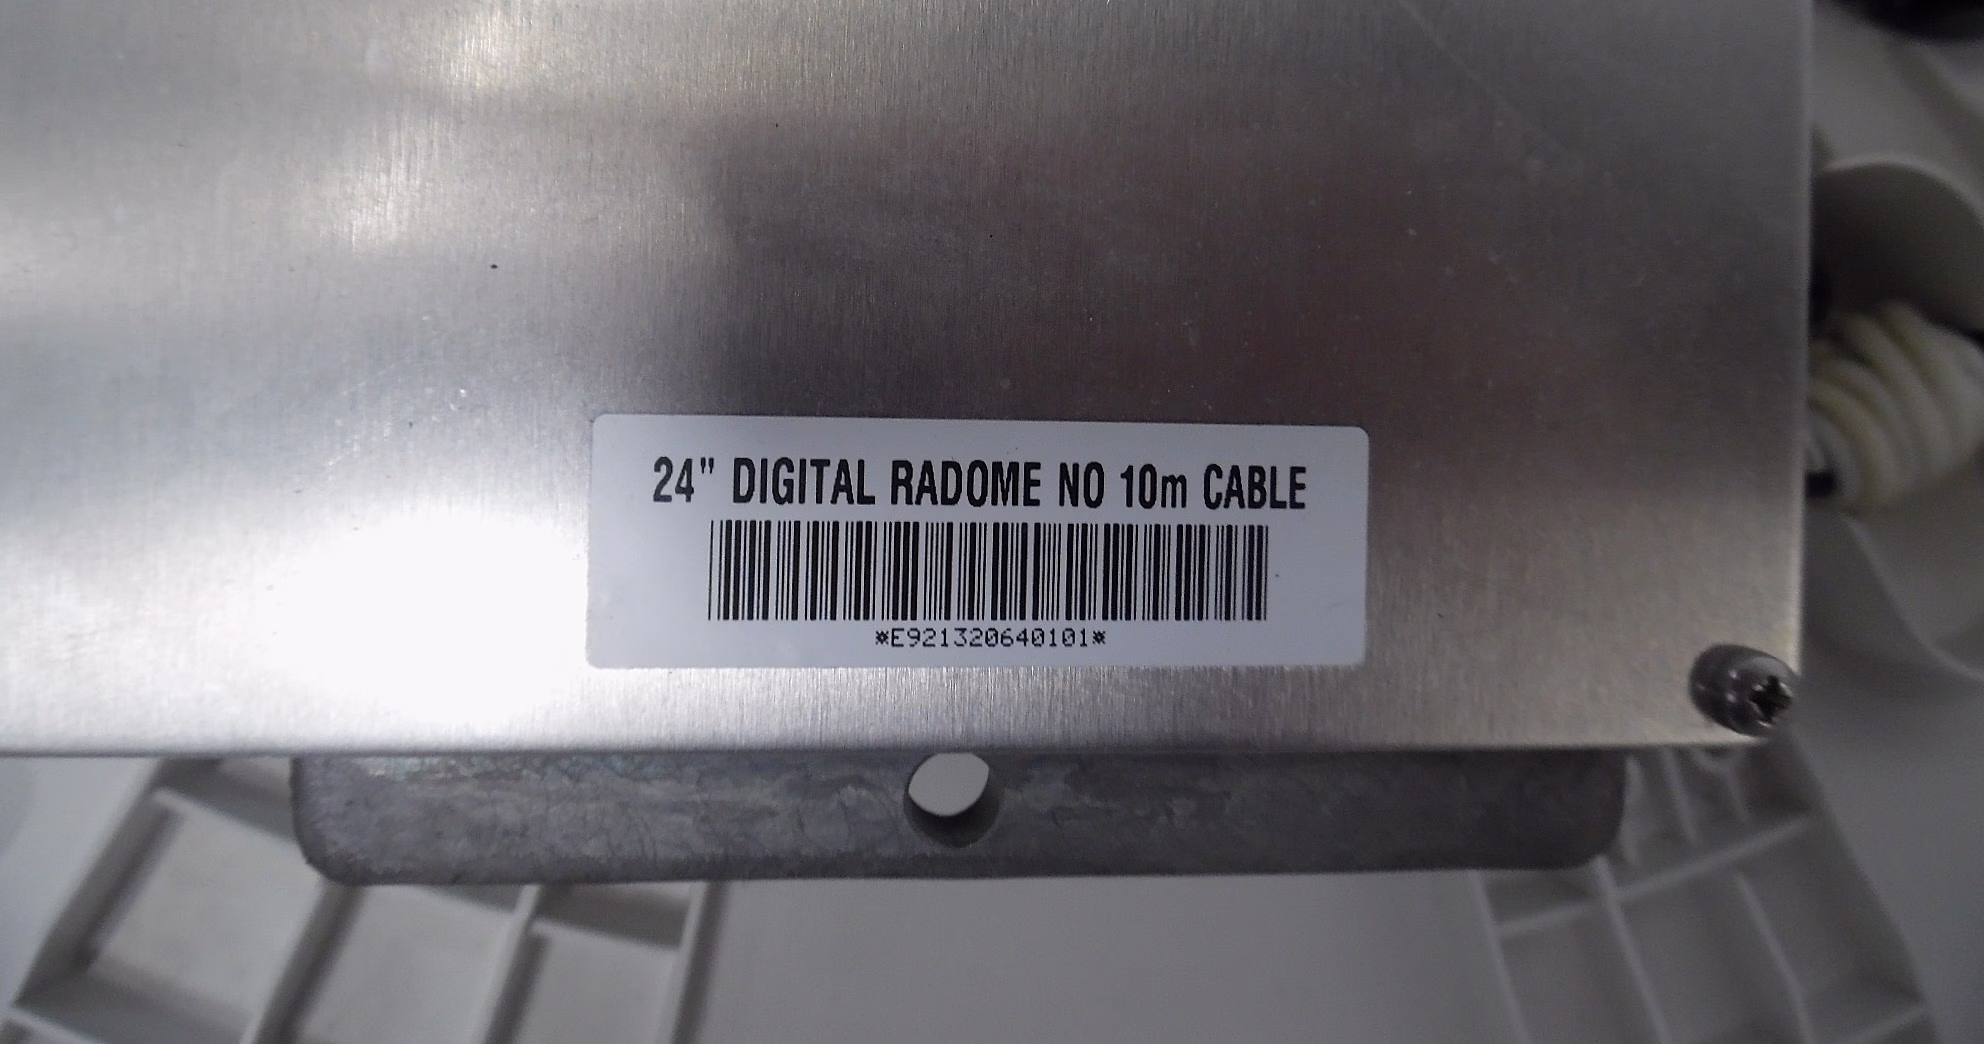 24" DIGITAL RADOME NO 10m CABLE
*E921320640101*